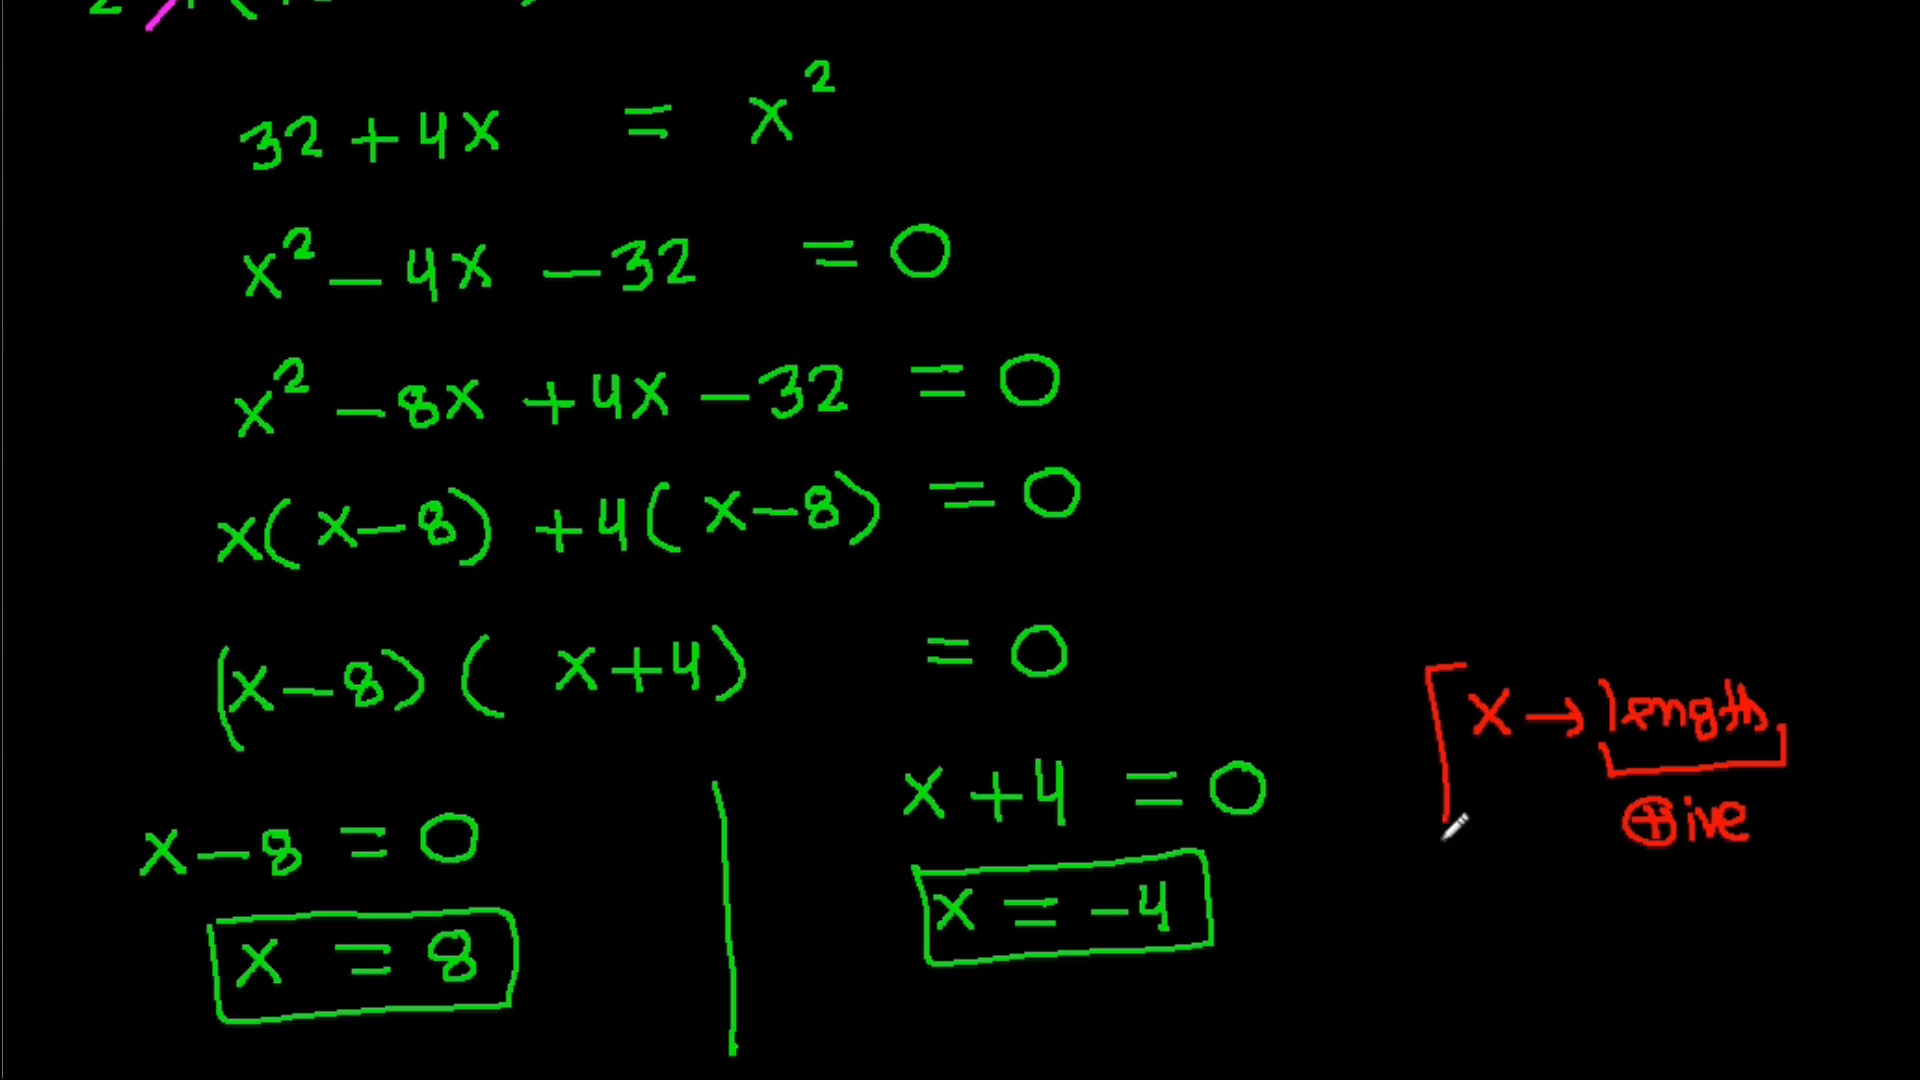 32 + 4x = x²
x² - 4x - 32 = 0
x² - 8x + 4x - 32 = 0
x(x-8) + 4(x-8) = 0
(x-8)(x+4) = 0
x → length
⊕ive
x - 8 = 0
x + 4 = 0
x = 8
x = -4